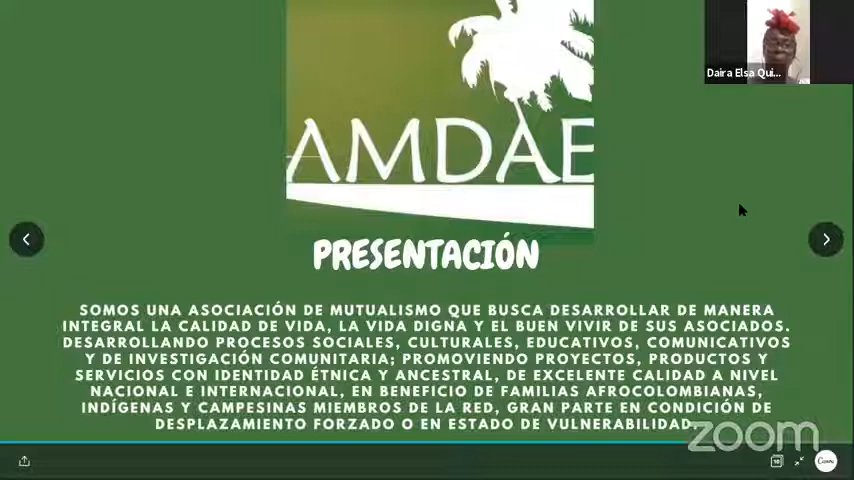 AMDAE
Daira Elsa Qui...
PRESENTACIÓN
SOMOS UNA ASOCIACIÓN DE MUTUALISMO QUE BUSCA DESARROLLAR DE MANERA
INTEGRAL LA CALIDAD DE VIDA, LA VIDA DIGNA Y EL BUEN VIVIR DE SUS ASOCIADOS.
DESARROLLANDO PROCESOS SOCIALES, CULTURALES, EDUCATIVOS, COMUNICATIVOS
Y DE INVESTIGACIÓN COMUNITARIA; PROMOVIENDO PROYECTOS, PRODUCTOS Y
SERVICIOS CON IDENTIDAD ÉTNICA Y ANCESTRAL, DE EXCELENTE CALIDAD A NIVEL
NACIONAL E INTERNACIONAL, EN BENEFICIO DE FAMILIAS AFROCOLOMBIANAS,
INDÍGENAS Y CAMPESINAS MIEMBROS DE LA RED, GRAN PARTE EN CONDICIÓN DE
DESPLAZAMIENTO FORZADO O EN ESTADO DE VULNERABILIDAD.
zoom
Canva